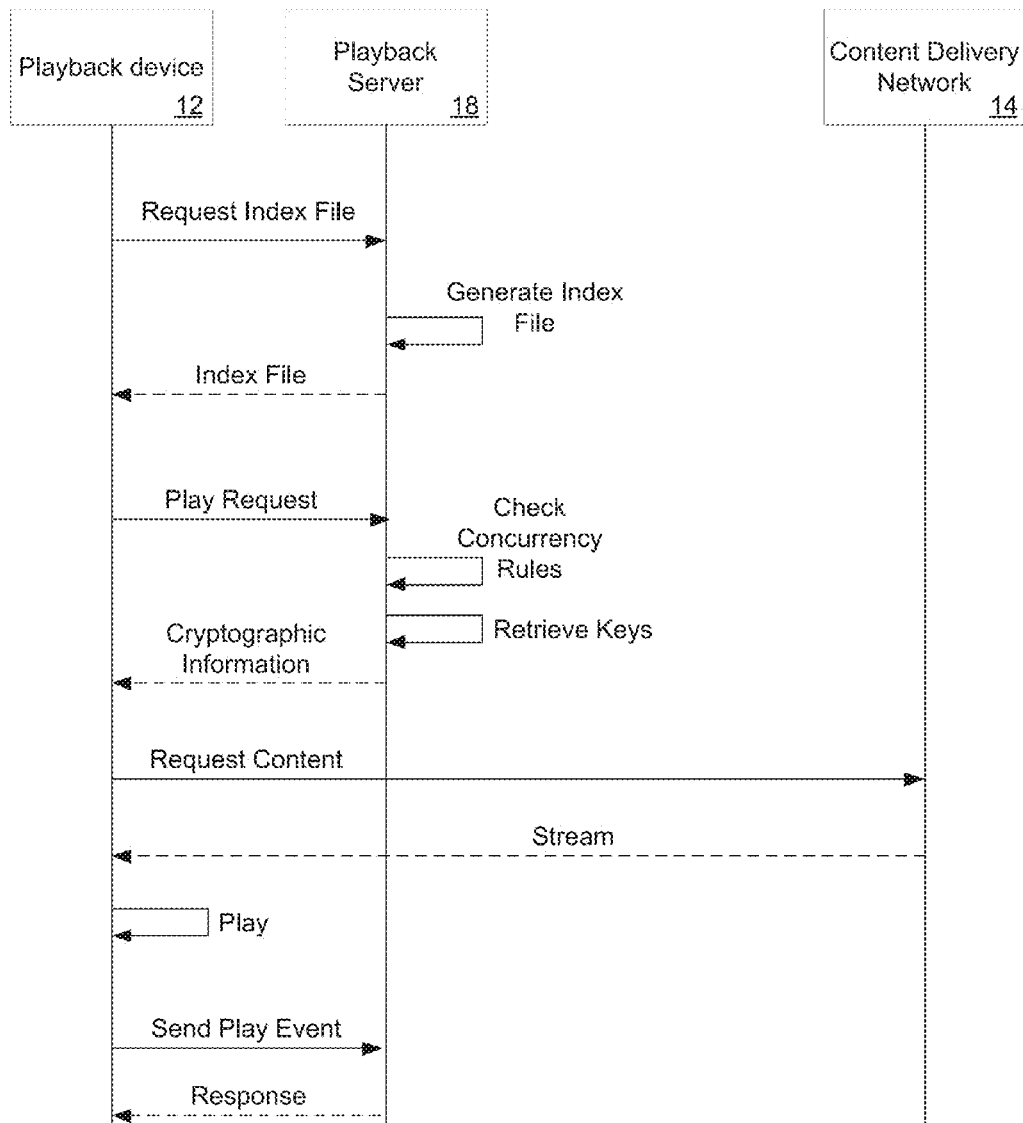 Playback device
12
Playback
Server
18
Content Delivery
Network
14
Request Index File
Generate Index
File
Index File
Play Request
Check
Concurrency
Rules
Retrieve Keys
Cryptographic
Information
Request Content
Stream
Play
Send Play Event
Response